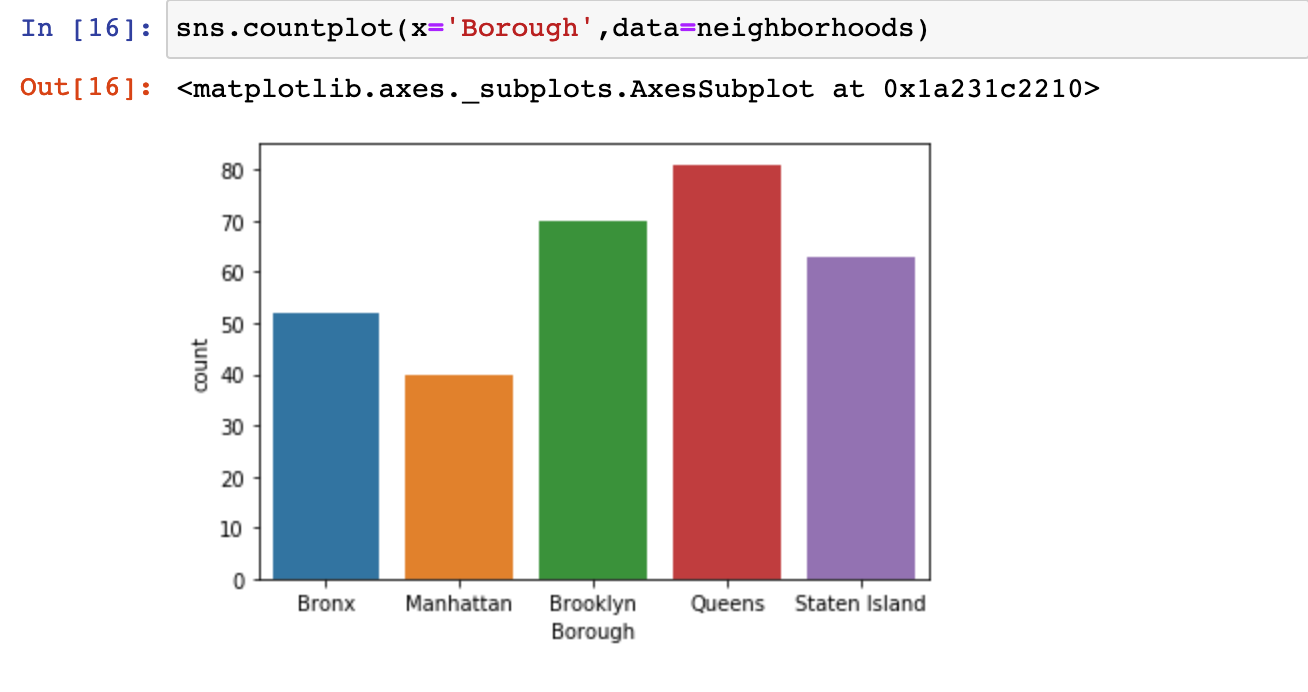 In [16]: sns.countplot(x='Borough',data=neighborhoods)
Out[16]: <matplotlib.axes._subplots.AxesSubplot at 0x1a231c2210>
80
70
60
50
40
30
20
10
0
count
Bronx Manhattan Brooklyn Queens Staten Island
Borough